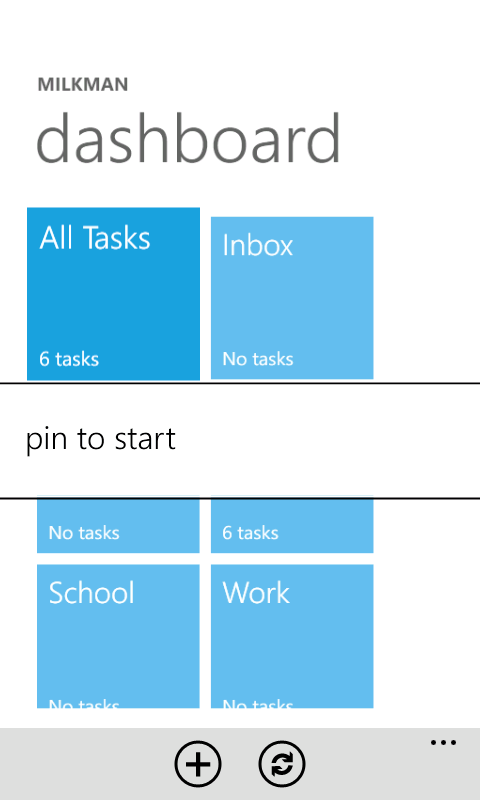 MILKMAN
dashboard
All Tasks
Inbox
6 tasks
No tasks
pin to start
No tasks
6 tasks
School
Work
No tasks
No tasks